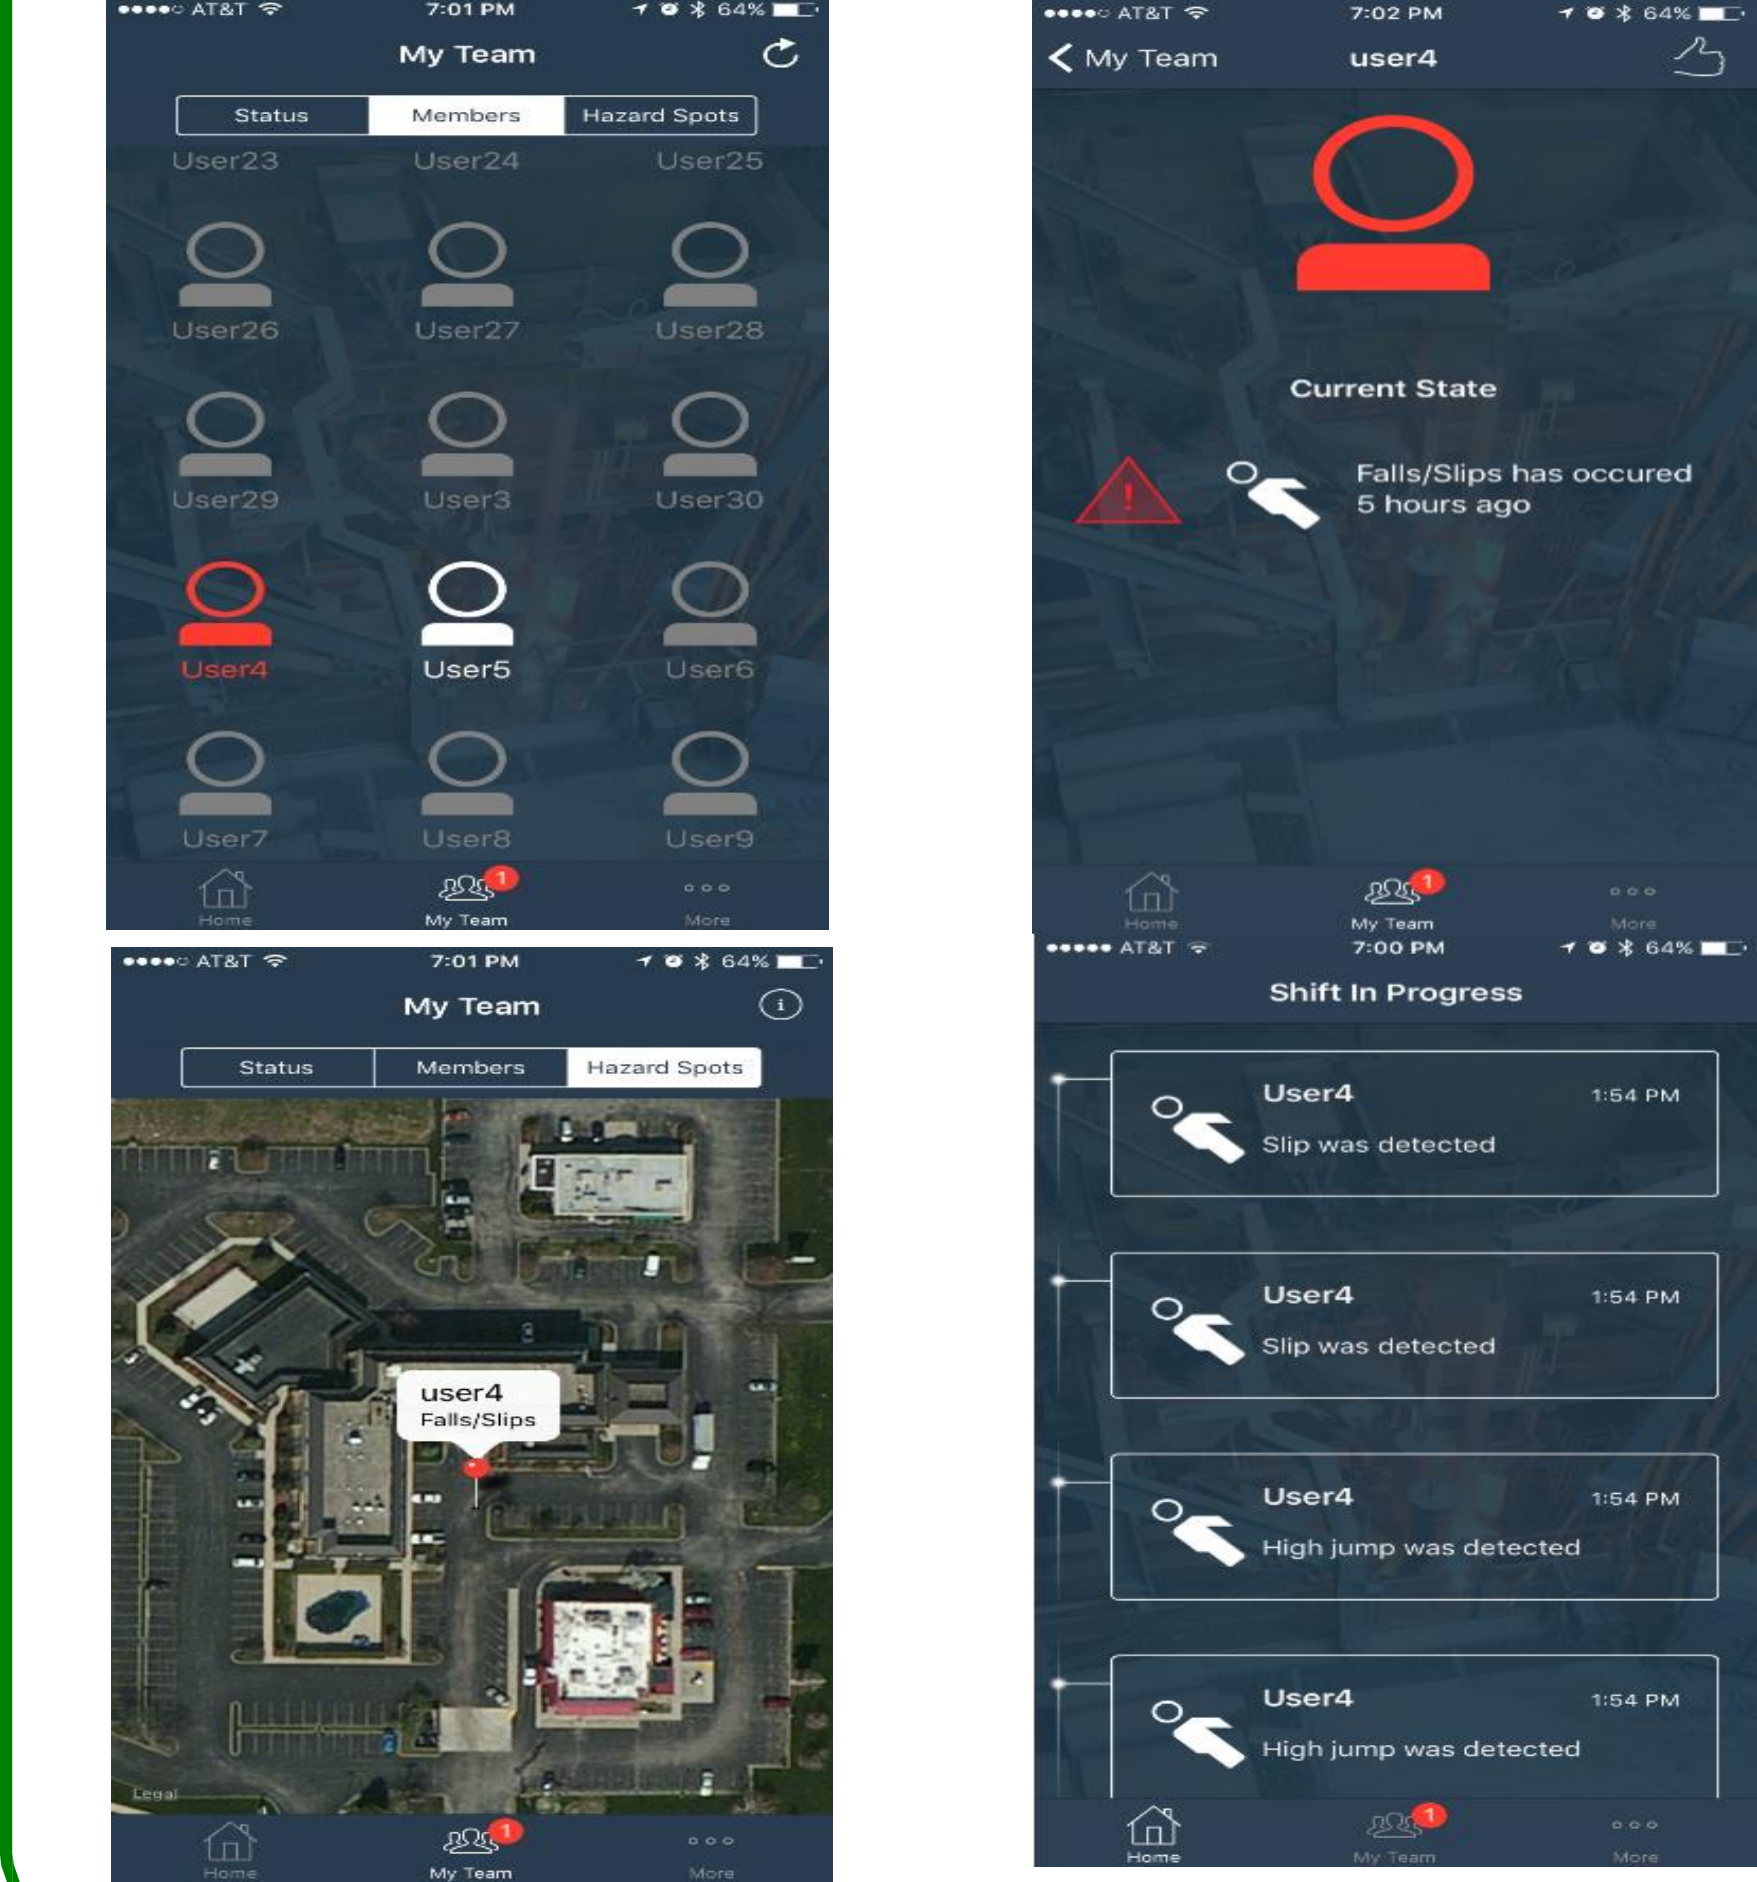 AT&T 7:01 PM 64%
My Team
Status Members Hazard Spots
User23 User24 User25
User26 User27 User28
User29 User3 User30
User4 User5 User6
User7 User8 User9
1
Home My Team More
AT&T 7:02 PM 64%
My Team user4
Current State
! Falls/Slips has occured
5 hours ago
1
Home My Team More
AT&T 7:01 PM 64%
My Team i
Status Members Hazard Spots
user4
Falls/Slips
Legal
1
Home My Team More
AT&T 7:00 PM 64%
Shift In Progress
User4 1:54 PM
Slip was detected
User4 1:54 PM
Slip was detected
User4 1:54 PM
High jump was detected
User4 1:54 PM
High jump was detected
1
Home My Team More